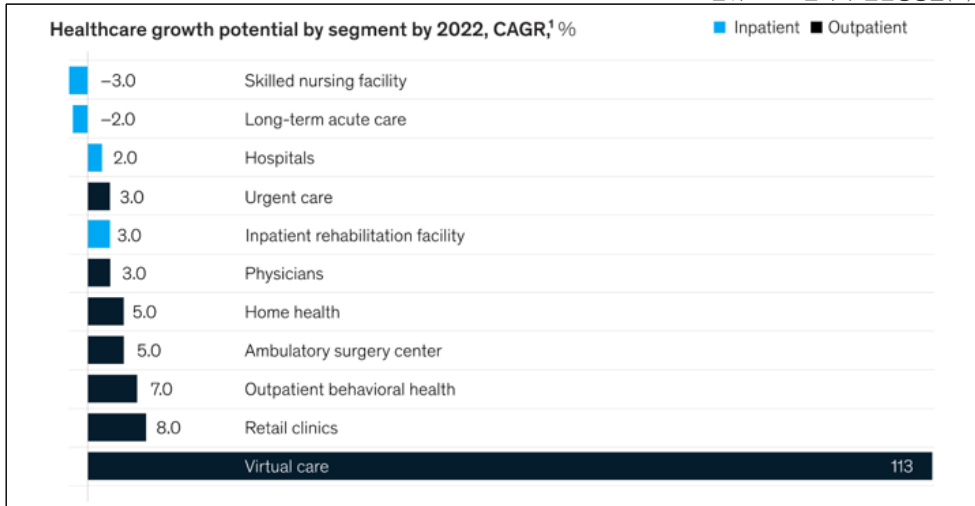 Healthcare growth potential by segment by 2022, CAGR,¹ %
Inpatient Outpatient
–3.0 Skilled nursing facility
–2.0 Long-term acute care
2.0 Hospitals
3.0 Urgent care
3.0 Inpatient rehabilitation facility
3.0 Physicians
5.0 Home health
5.0 Ambulatory surgery center
7.0 Outpatient behavioral health
8.0 Retail clinics
Virtual care 113